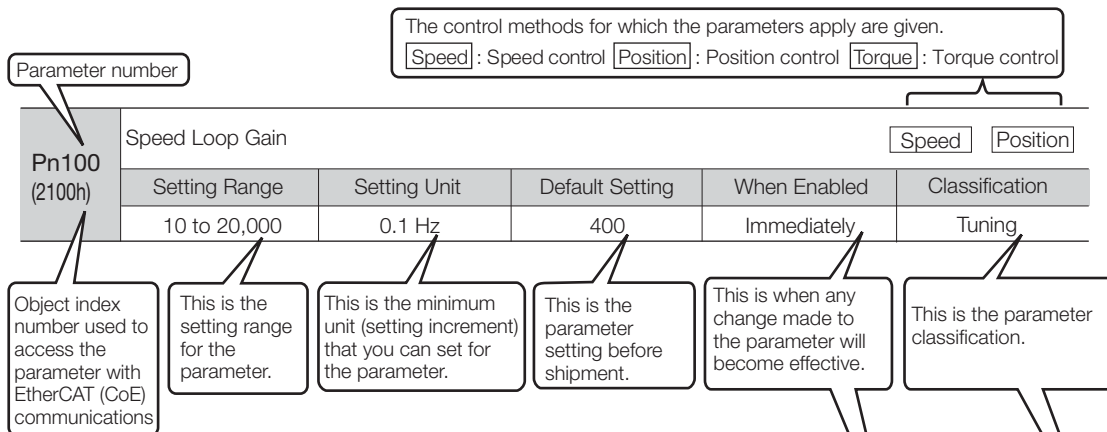 The control methods for which the parameters apply are given.
Speed : Speed control Position : Position control Torque : Torque control
Parameter number
Pn100
(2100h)
Speed Loop Gain
Speed Position
Setting Range Setting Unit Default Setting When Enabled Classification
10 to 20,000 0.1 Hz 400 Immediately Tuning
Object index
number used to
access the
parameter with
EtherCAT (CoE)
communications
This is the
setting range
for the
parameter.
This is the minimum
unit (setting increment)
that you can set for
the parameter.
This is the
parameter
setting before
shipment.
This is when any
change made to
the parameter will
become effective.
This is the parameter
classification.